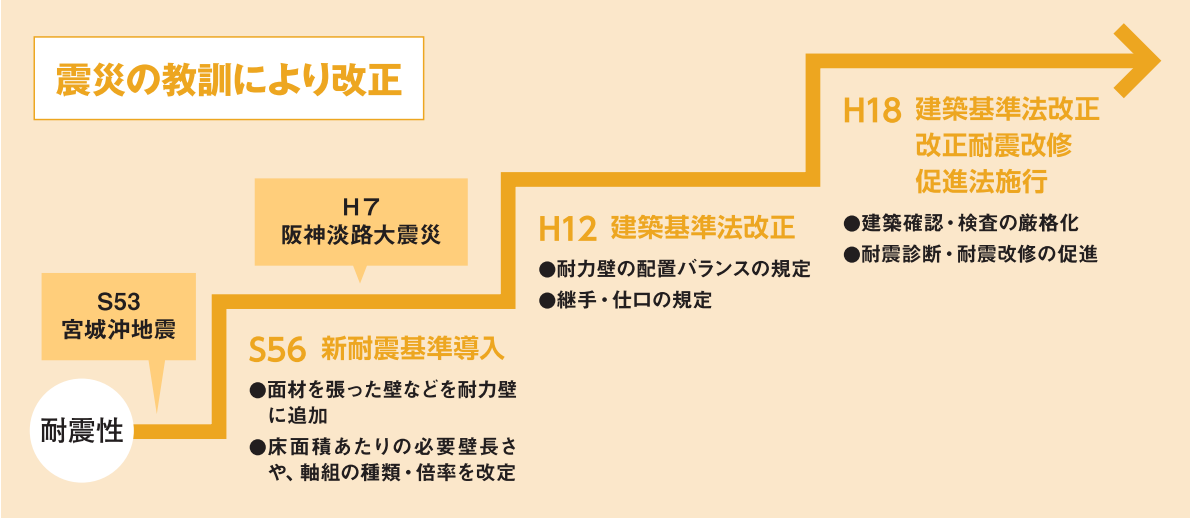 震災の教訓により改正
S53
宮城沖地震
耐震性
H7
阪神淡路大震災
S56 新耐震基準導入
●面材を張った壁などを耐力壁
に追加
●床面積あたりの必要壁長さ
や、軸組の種類・倍率を改定
H12 建築基準法改正
●耐力壁の配置バランスの規定
●継手・仕口の規定
H18 建築基準法改正
改正耐震改修
促進法施行
●建築確認・検査の厳格化
●耐震診断・耐震改修の促進